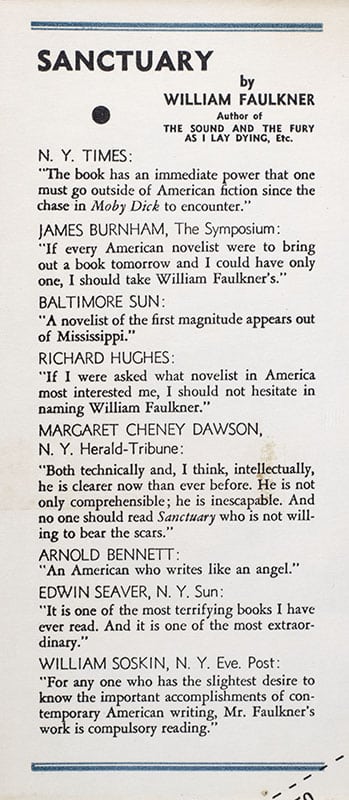 SANCTUARY
by
WILLIAM FAULKNER
Author of
THE SOUND AND THE FURY
AS I LAY DYING, Etc.
N. Y. TIMES:
"The book has an immediate power that one
must go outside of American fiction since the
chase in Moby Dick to encounter."
JAMES BURNHAM, The Symposium:
"If every American novelist were to bring
out a book tomorrow and I could have only
one, I should take William Faulkner's."
BALTIMORE SUN:
"A novelist of the first magnitude appears out
of Mississippi."
RICHARD HUGHES:
"If I were asked what novelist in America
most interested me, I should not hesitate in
naming William Faulkner."
MARGARET CHENEY DAWSON,
N. Y. Herald-Tribune:
"Both technically and, I think, intellectually,
he is clearer now than ever before. He is not
only comprehensible; he is inescapable. And
no one should read Sanctuary who is not will-
ing to bear the scars."
ARNOLD BENNETT:
"An American who writes like an angel."
EDWIN SEAVER, N. Y. Sun:
"It is one of the most terrifying books I have
ever read. And it is one of the most extraor-
dinary."
WILLIAM SOSKIN, N. Y. Eve. Post:
"For any one who has the slightest desire to
know the important accomplishments of con-
temporary American writing, Mr. Faulkner's
work is compulsory reading."